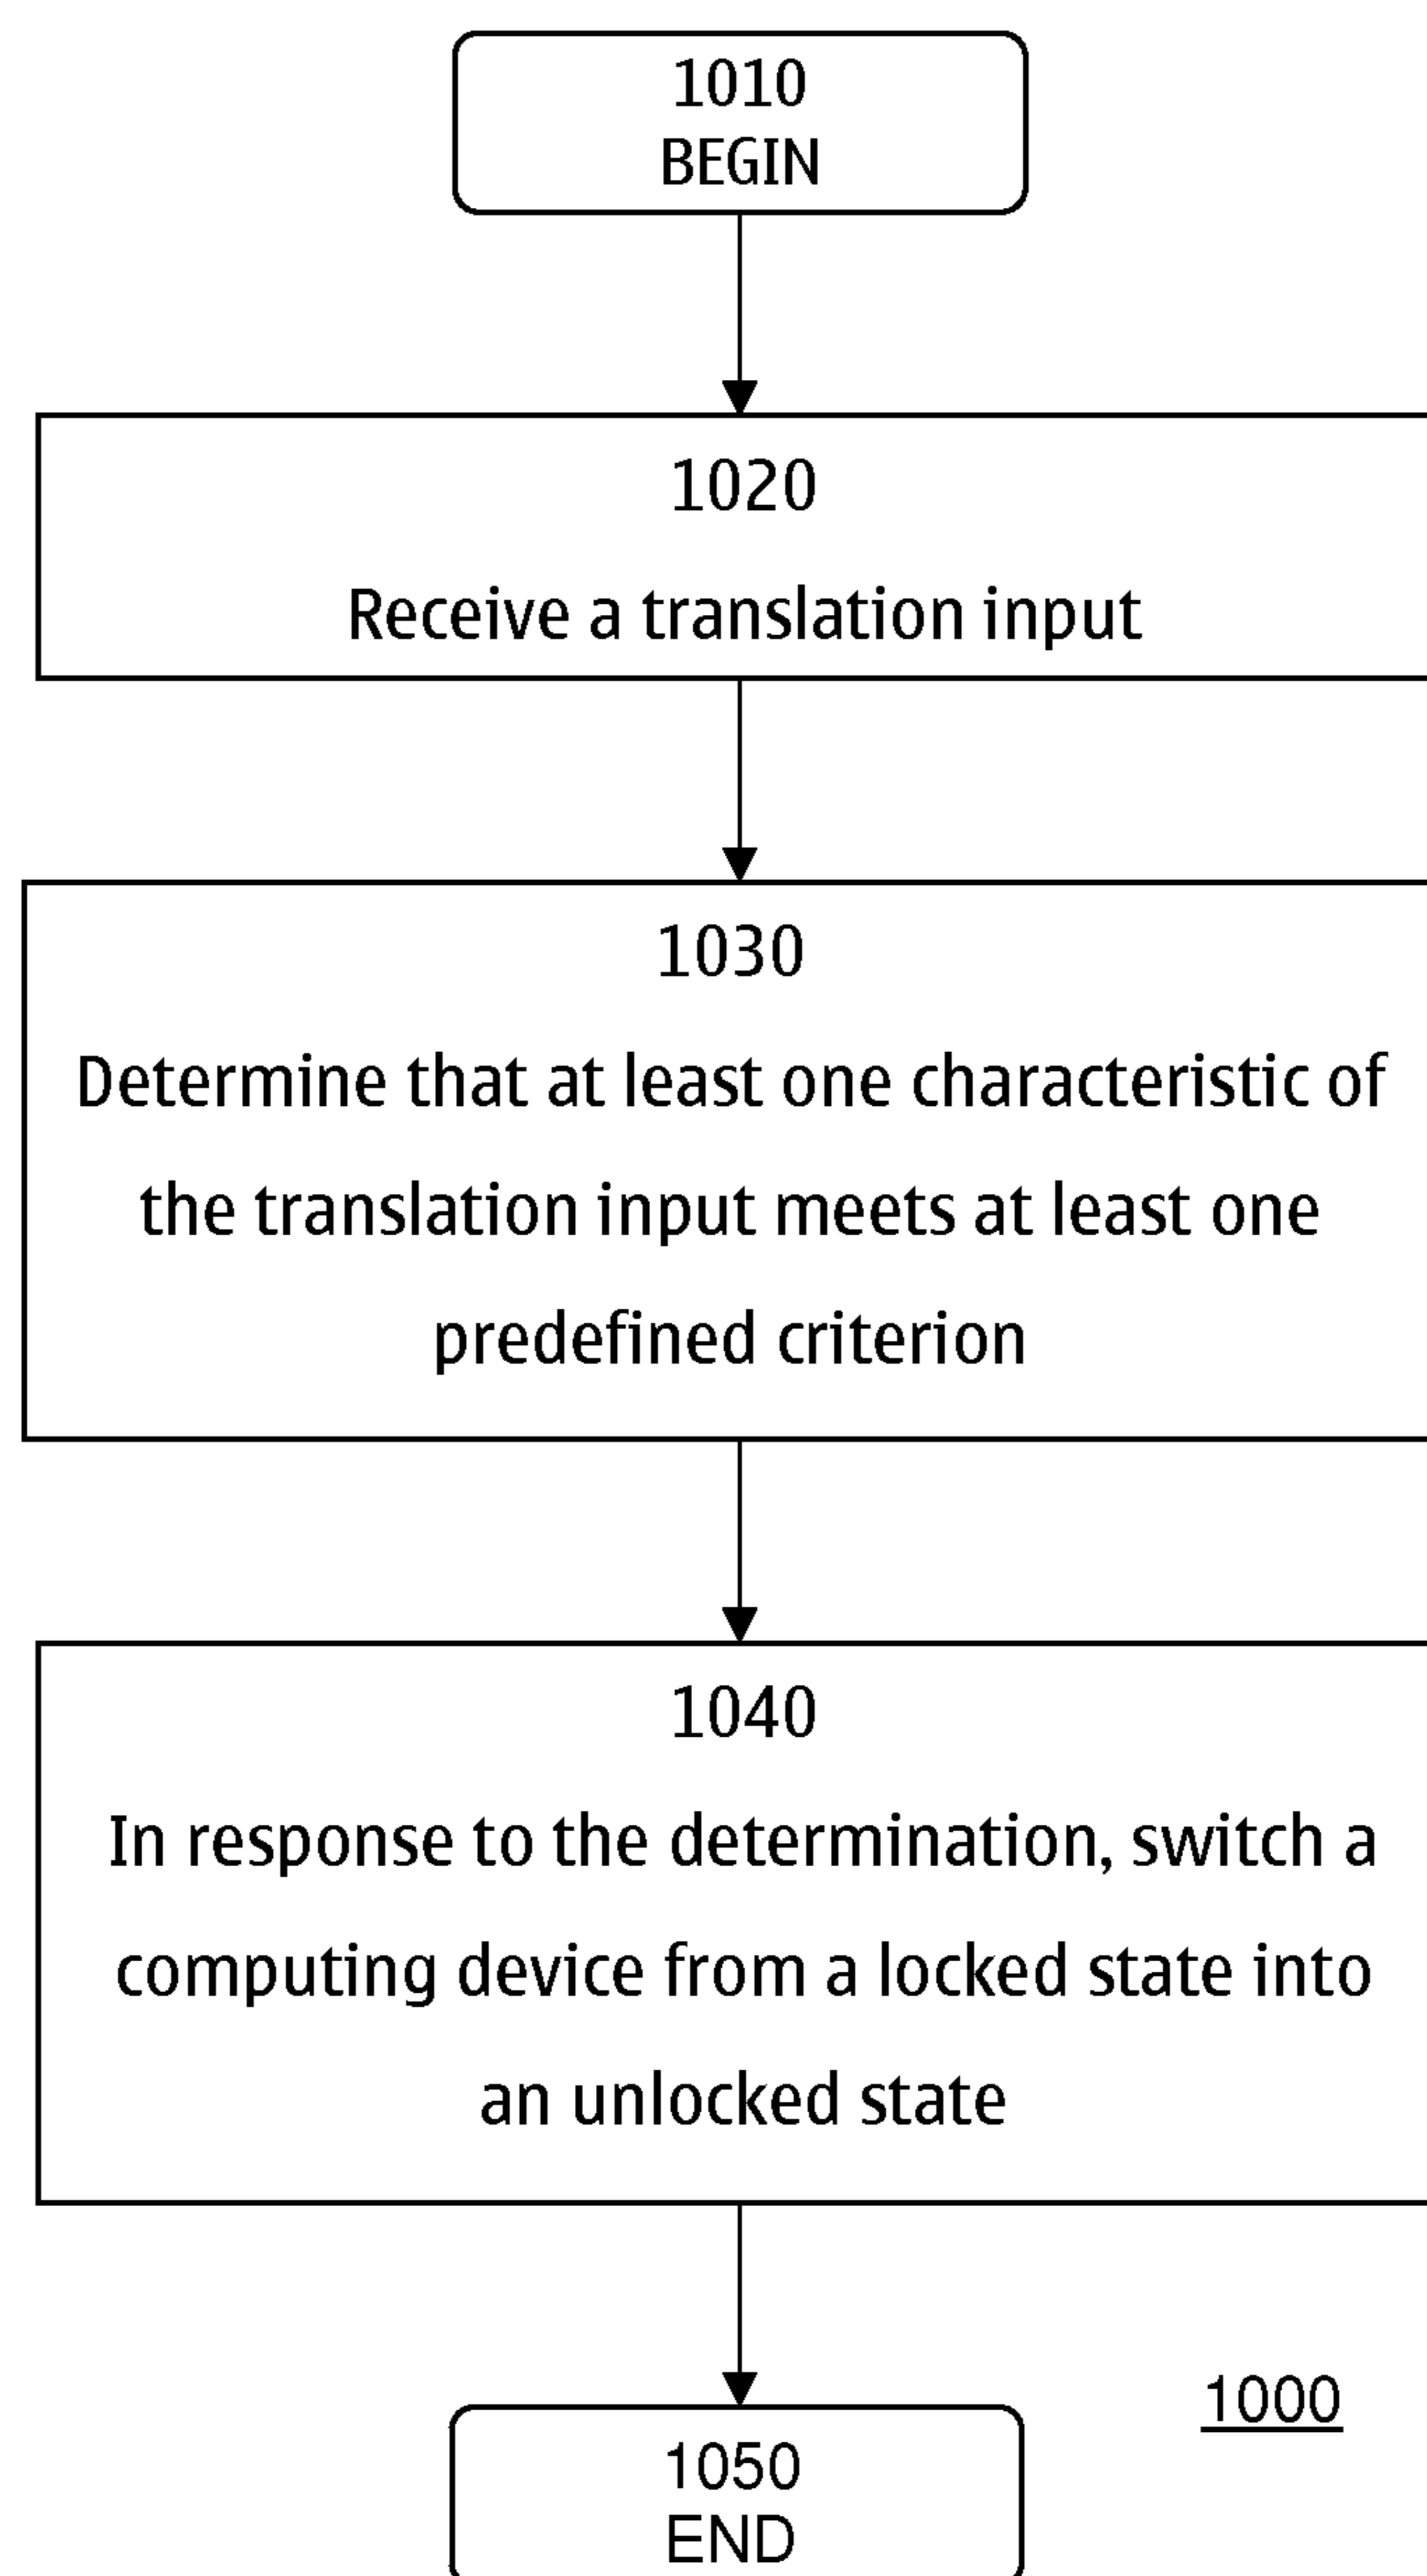 1010
BEGIN
1020
Receive a translation input
1030
Determine that at least one characteristic of
the translation input meets at least one
predefined criterion
1040
In response to the determination, switch a
computing device from a locked state into
an unlocked state
1000
1050
END